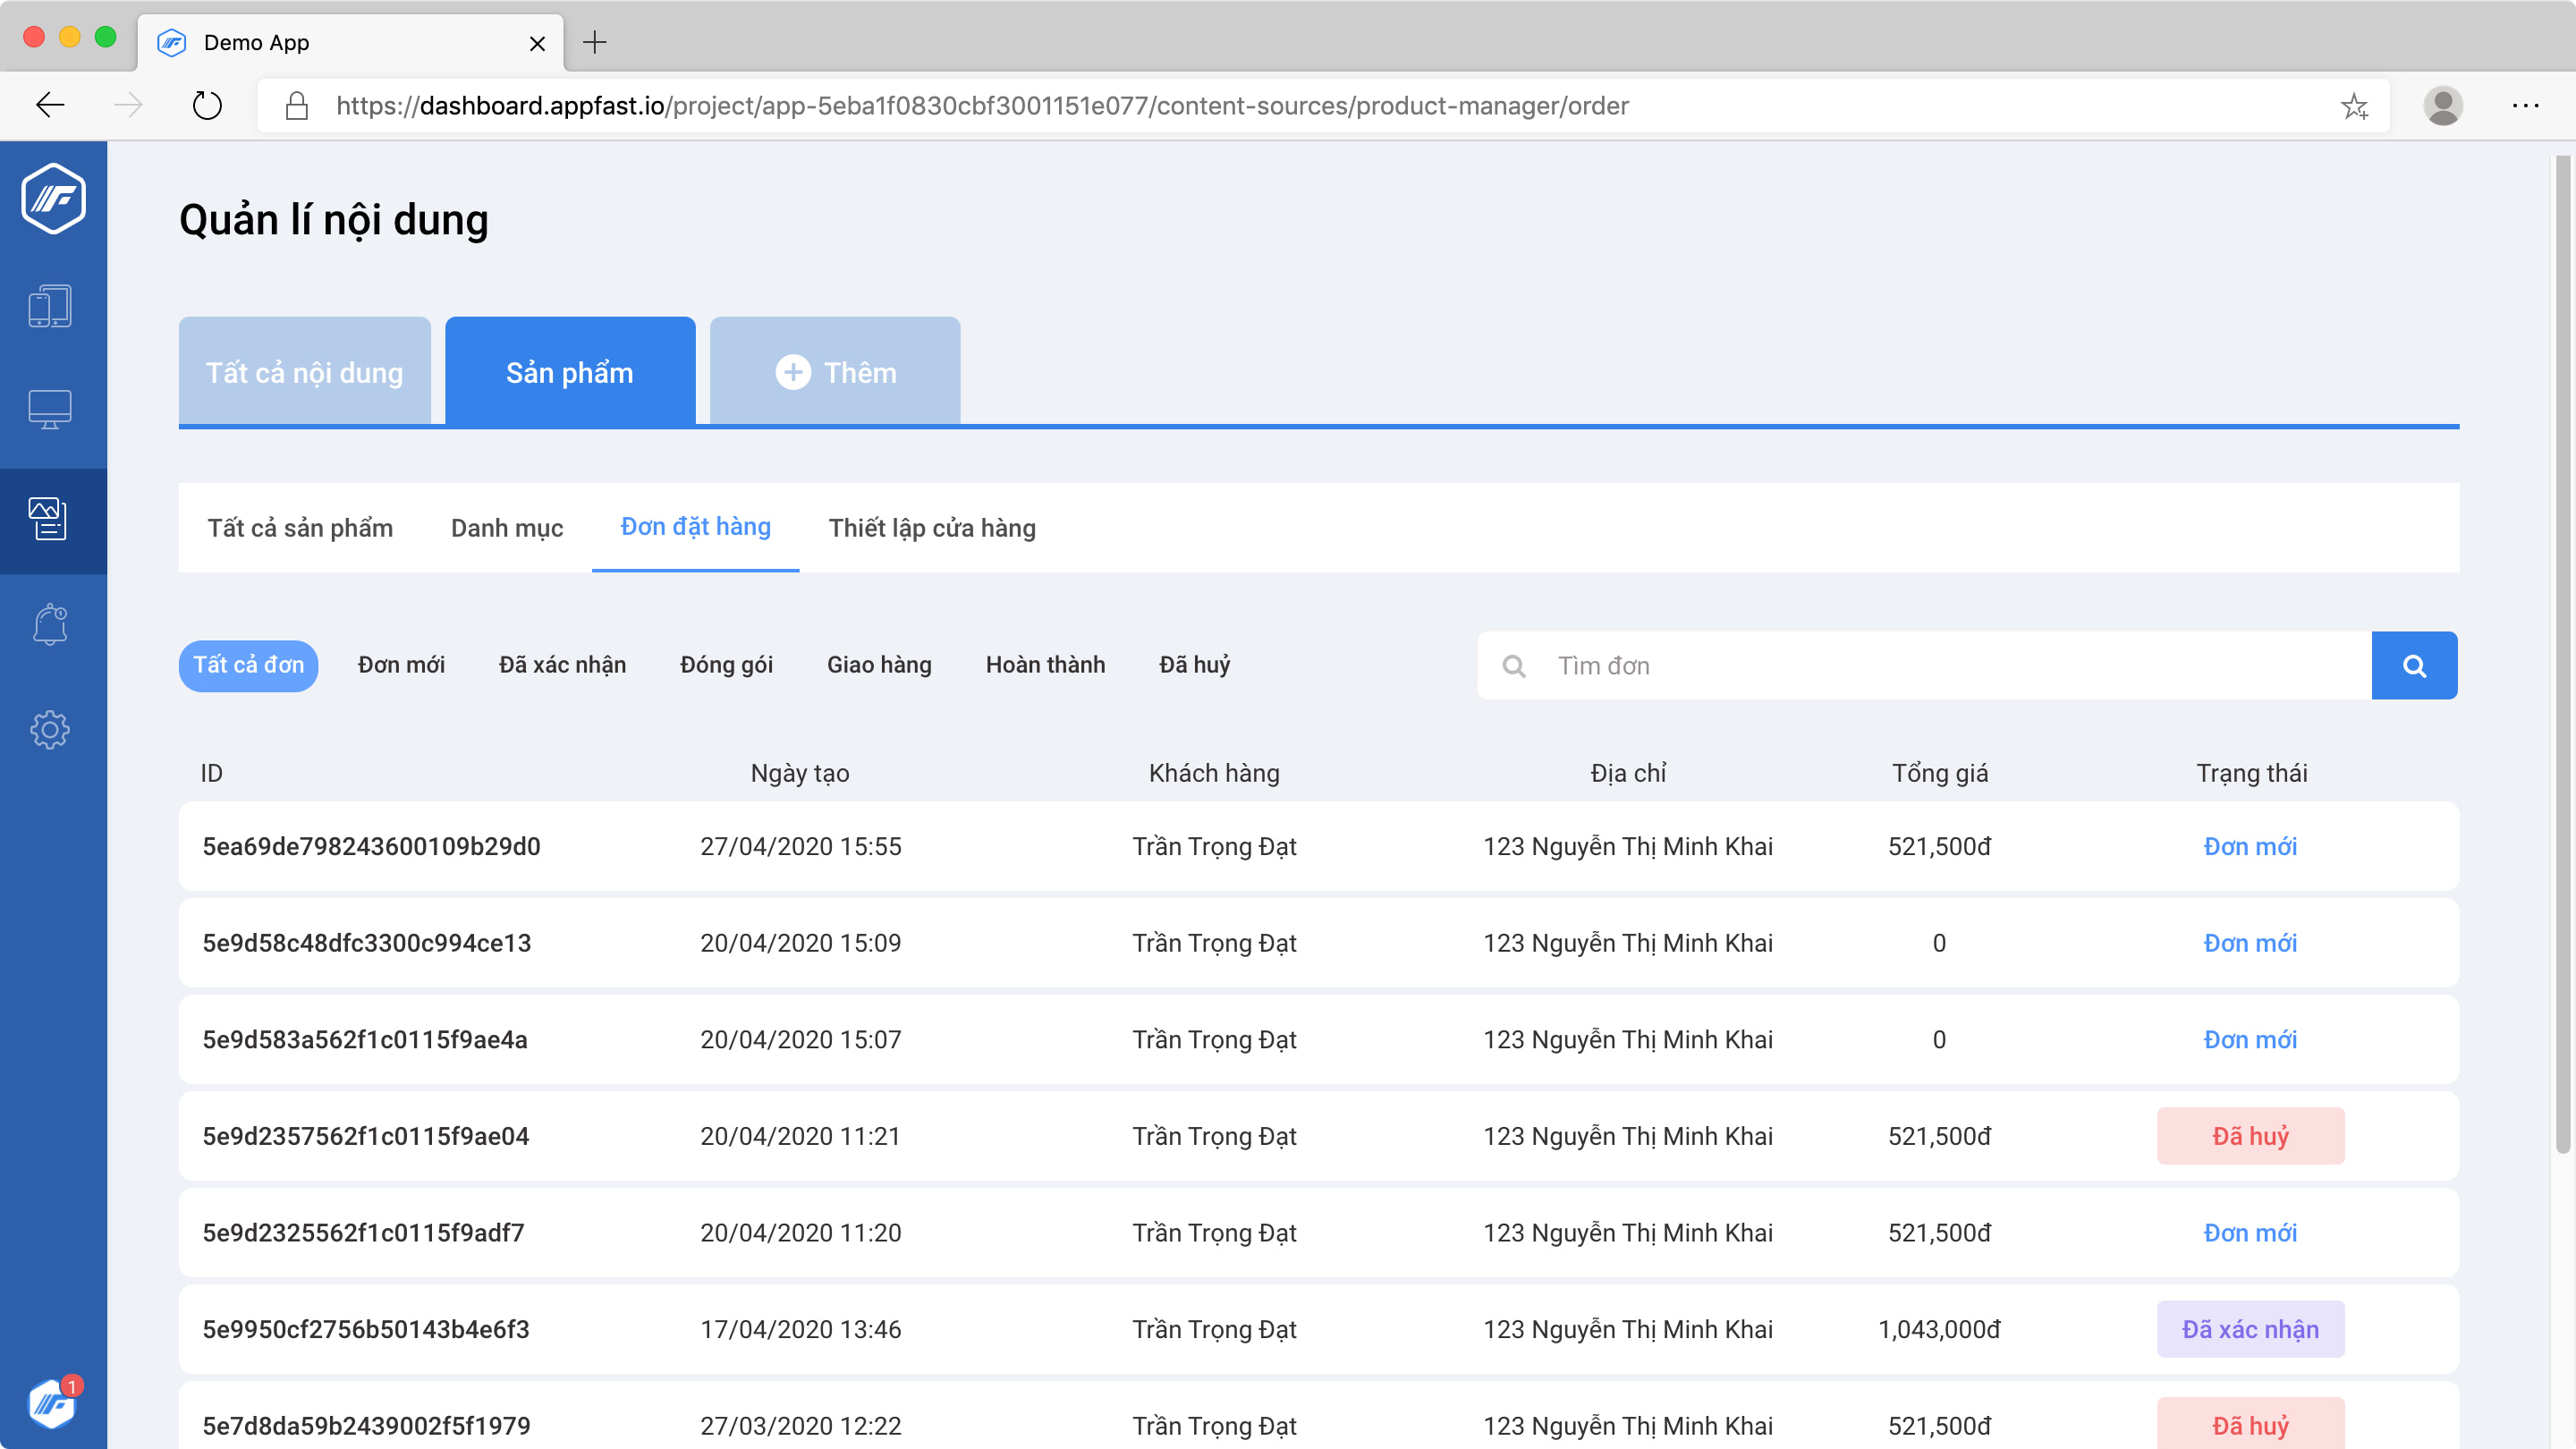 Demo App
https://dashboard.appfast.io/project/app-5eba1f0830cbf3001151e077/content-sources/product-manager/order
Quản lí nội dung
Tất cả nội dung Sản phẩm Thêm
Tất cả sản phẩm Danh mục Đơn đặt hàng Thiết lập cửa hàng
Tất cả đơn Đơn mới Đã xác nhận Đóng gói Giao hàng Hoàn thành Đã huỷ Tìm đơn
ID Ngày tạo Khách hàng Địa chỉ Tổng giá Trạng thái
5ea69de798243600109b29d0 27/04/2020 15:55 Trần Trọng Đạt 123 Nguyễn Thị Minh Khai 521,500đ Đơn mới
5e9d58c48dfc3300c994ce13 20/04/2020 15:09 Trần Trọng Đạt 123 Nguyễn Thị Minh Khai 0 Đơn mới
5e9d583a562f1c0115f9ae4a 20/04/2020 15:07 Trần Trọng Đạt 123 Nguyễn Thị Minh Khai 0 Đơn mới
5e9d2357562f1c0115f9ae04 20/04/2020 11:21 Trần Trọng Đạt 123 Nguyễn Thị Minh Khai 521,500đ Đã huỷ
5e9d2325562f1c0115f9adf7 20/04/2020 11:20 Trần Trọng Đạt 123 Nguyễn Thị Minh Khai 521,500đ Đơn mới
5e9950cf2756b50143b4e6f3 17/04/2020 13:46 Trần Trọng Đạt 123 Nguyễn Thị Minh Khai 1,043,000đ Đã xác nhận
1
5e7d8da59b2439002f5f1979 27/03/2020 12:22 Trần Trọng Đạt 123 Nguyễn Thị Minh Khai 521,500đ Đã huỷ